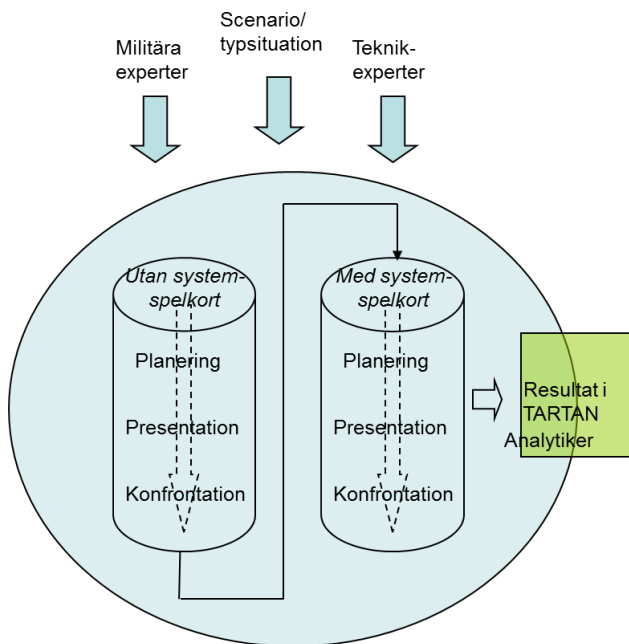 Militära
experter
Scenario/
typsituation
Teknik-
experter
Utan system-
spelkort
Planering
Presentation
Konfrontation
Med system-
spelkort
Planering
Presentation
Konfrontation
Resultat i
TARTAN
Analytiker